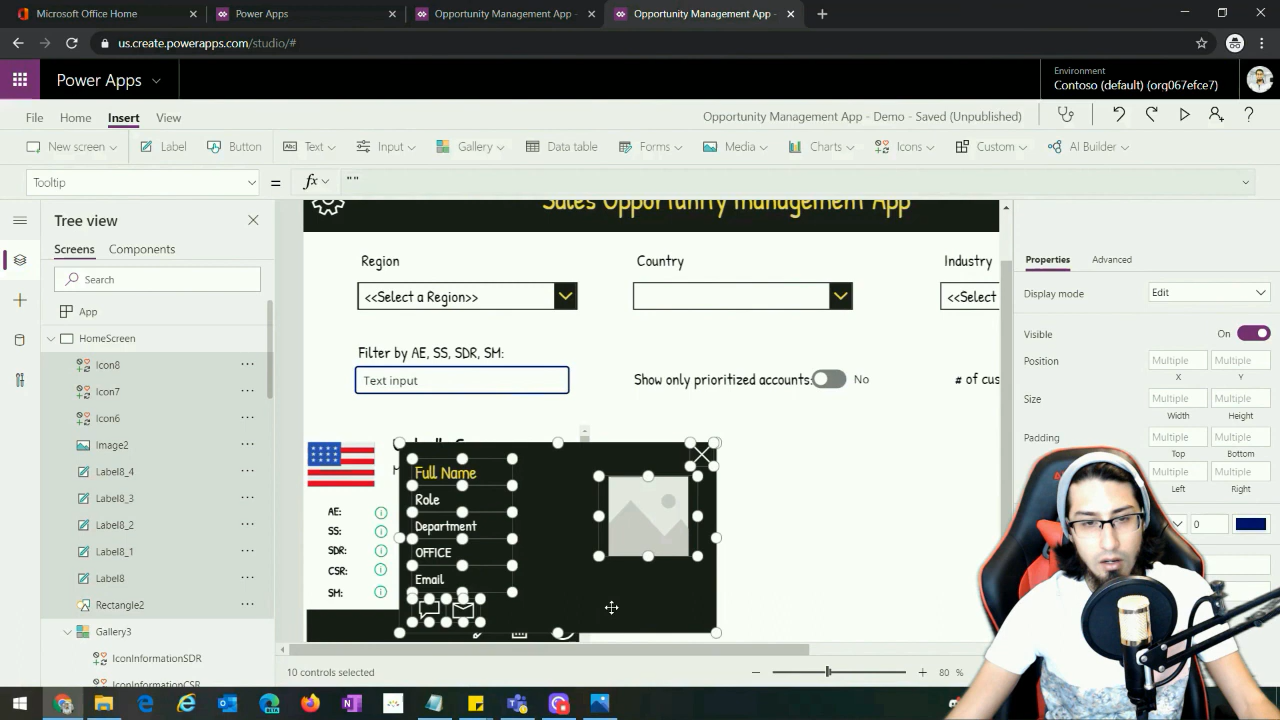 Microsoft Office Home
Power Apps
Opportunity Management App -
Opportunity Management App -
us.create.powerapps.com/studio/#
Power Apps
Environment
Contoso (default) (org067efce7)
File
Home
Insert
View
Opportunity Management App - Demo - Saved (Unpublished)
New screen
Label
Button
Text
Input
Gallery
Data table
Forms
Media
Charts
Icons
Custom
AI Builder
Tooltip
=
fx
""
Tree view
Screens
Components
Search
App
HomeScreen
Icon8
Icon7
Icon6
Image2
Label8_4
Label8_3
Label8_2
Label8_1
Label8
Rectangle2
Gallery3
IconInformationSDR
IconInformationCSR
Sales Opportunity Management App
Region
Country
Industry
<<Select a Region>>
<<Select
Filter by AE, SS, SDR, SM:
Text input
Show only prioritized accounts:
No
# of cus
AE:
SS:
SDR:
CSR:
SM:
Full Name
Role
Department
OFFICE
Email
10 controls selected
80 %
Properties
Advanced
Display mode
Edit
Visible
On
Position
Multiple
Multiple
X
Y
Size
Multiple
Multiple
Width
Height
Padding
Multiple
Multiple
Top
Bottom
Multiple
Multiple
Left
Right
0